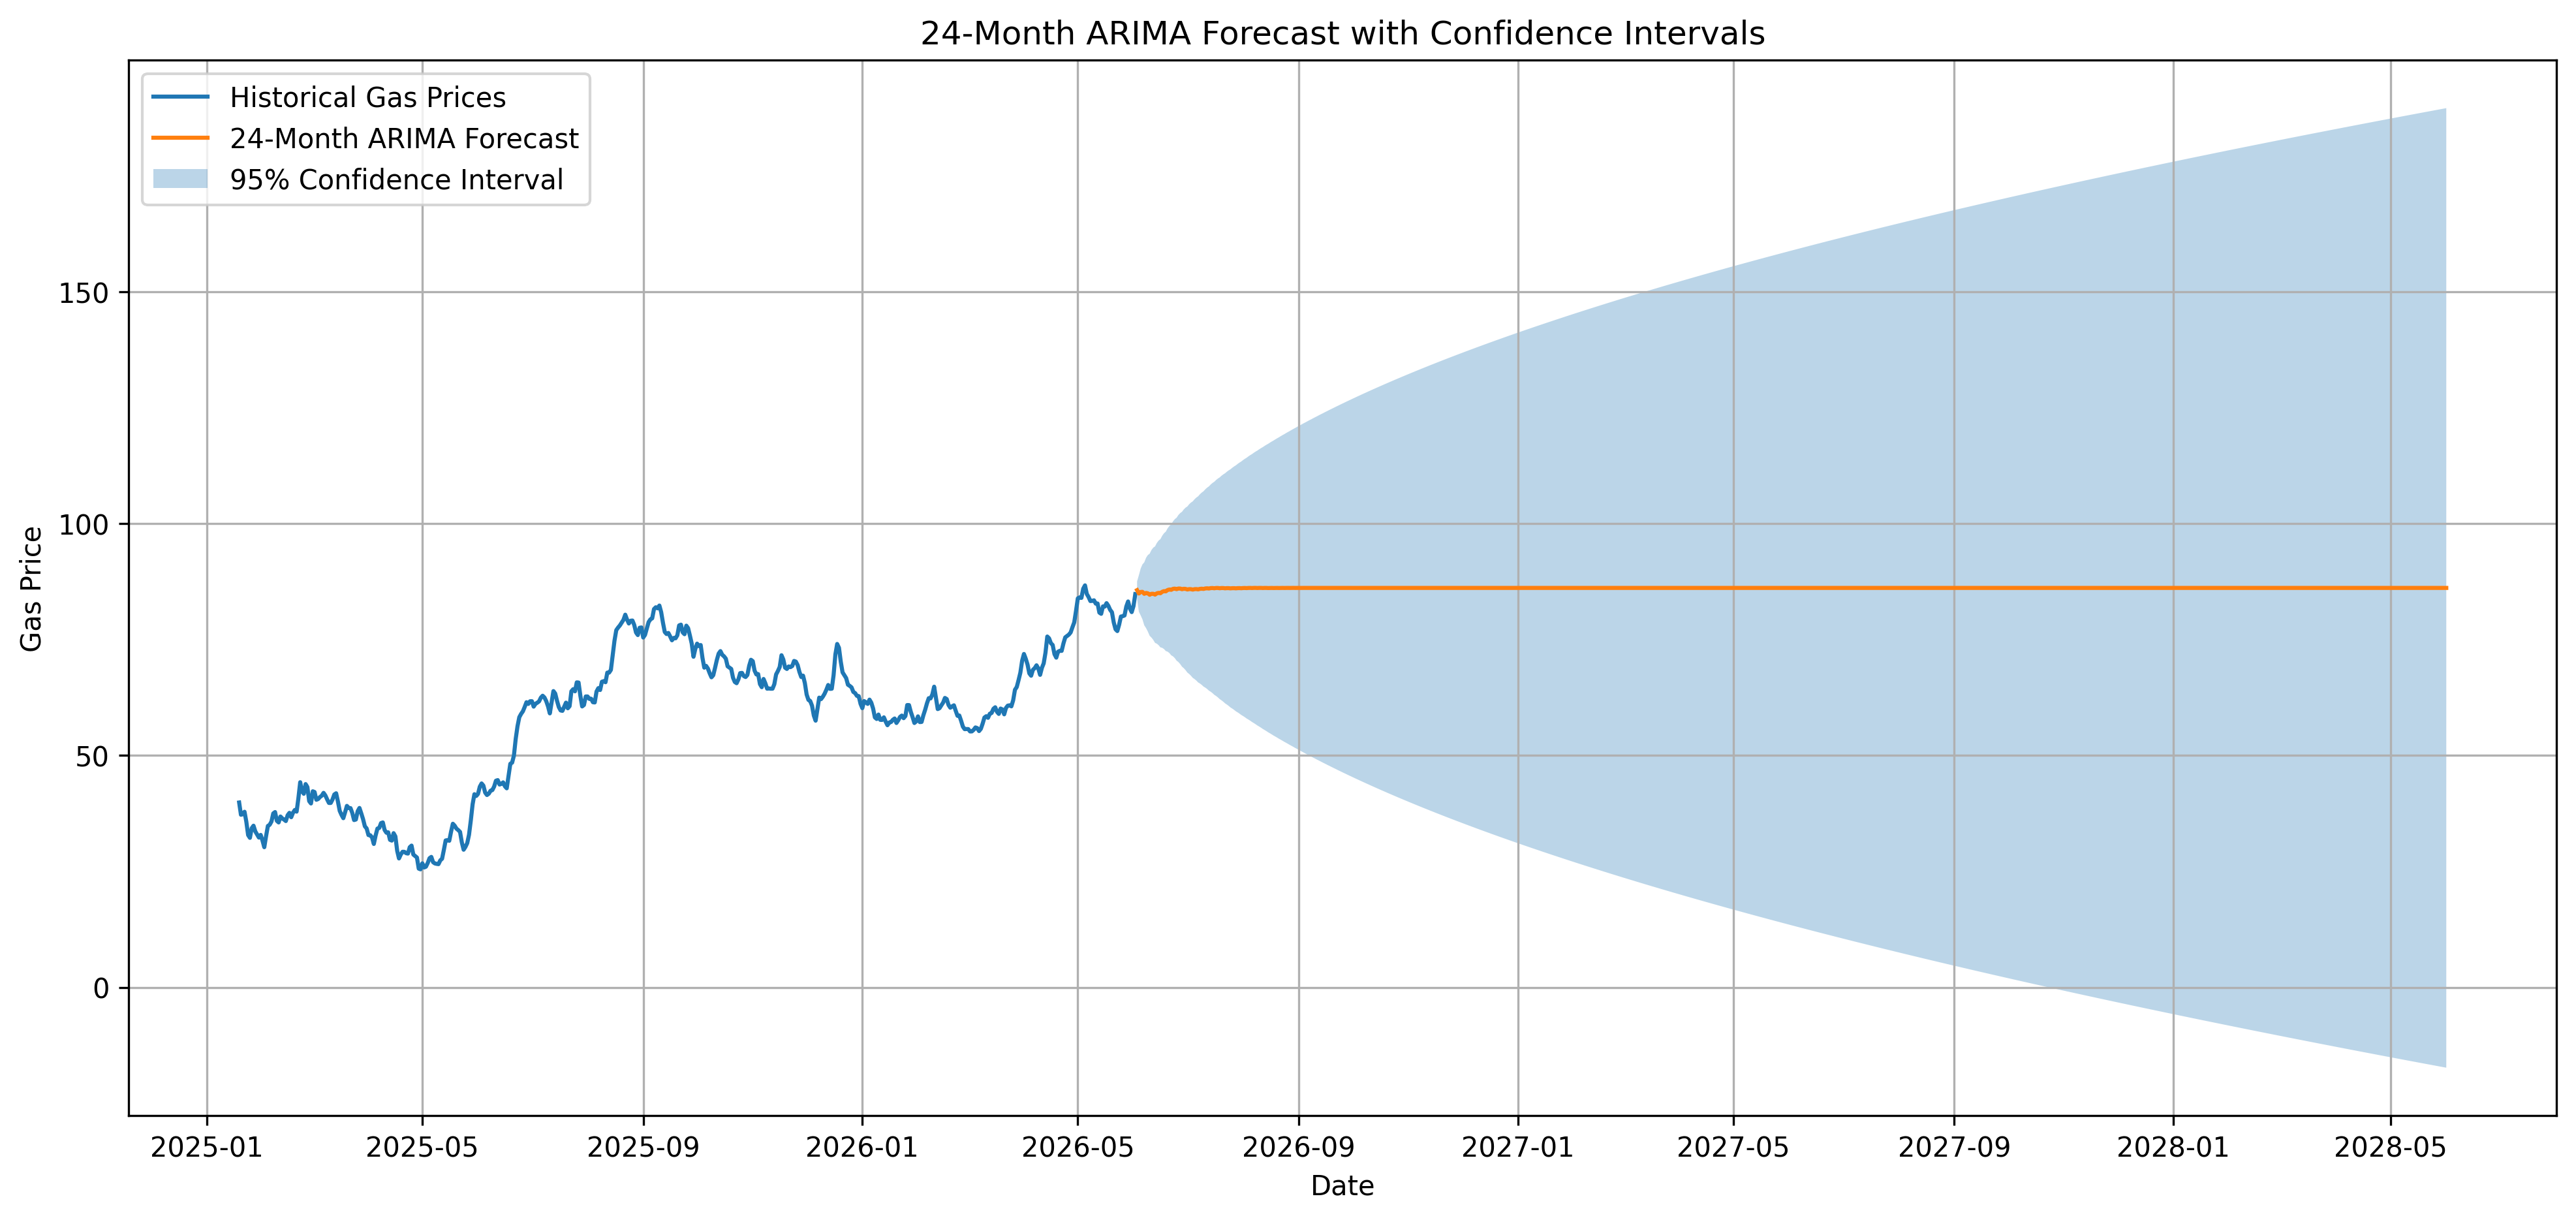 24-Month ARIMA Forecast with Confidence Intervals
Historical Gas Prices
24-Month ARIMA Forecast
95% Confidence Interval
Gas Price
150
100
50
0
2025-01 2025-05 2025-09 2026-01 2026-05 2026-09 2027-01 2027-05 2027-09 2028-01 2028-05
Date